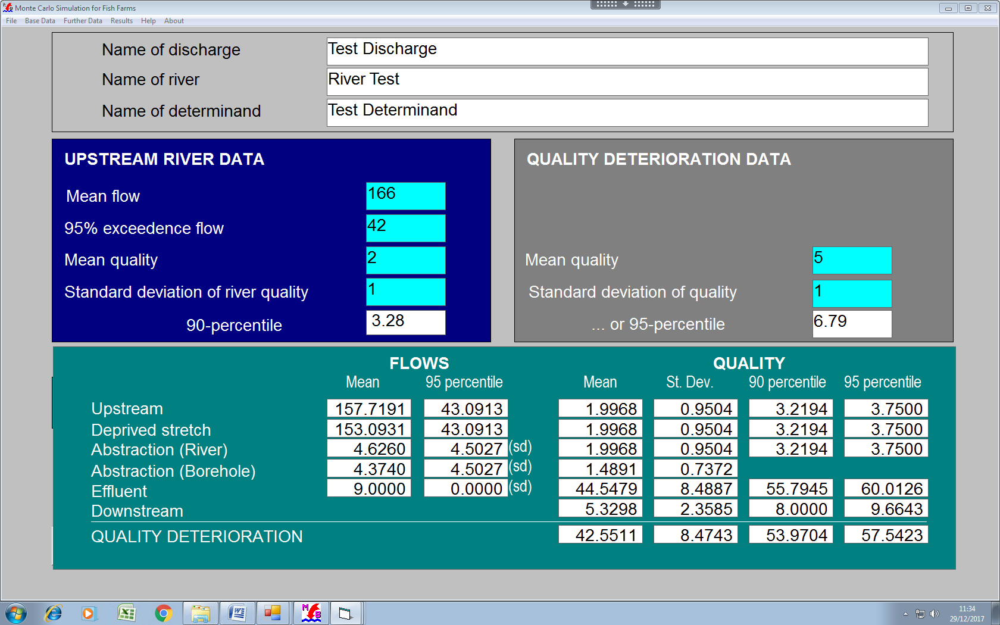 Monte Carlo Simulation for Fish Farms
File Base Data Further Data Results Help About
Name of discharge Test Discharge
Name of river River Test
Name of determinand Test Determinand
UPSTREAM RIVER DATA
Mean flow 166
95% exceedence flow 42
Mean quality 2
Standard deviation of river quality 1
90-percentile 3.28
QUALITY DETERIORATION DATA
Mean quality 5
Standard deviation of quality 1
... or 95-percentile 6.79
FLOWS QUALITY
Mean 95 percentile Mean St. Dev. 90 percentile 95 percentile
Upstream 157.7191 43.0913 1.9968 0.9504 3.2194 3.7500
Deprived stretch 153.0931 43.0913 1.9968 0.9504 3.2194 3.7500
Abstraction (River) 4.6260 4.5027 (sd) 1.9968 0.9504 3.2194 3.7500
Abstraction (Borehole) 4.3740 4.5027 (sd) 1.4891 0.7372
Effluent 9.0000 0.0000 (sd) 44.5479 8.4887 55.7945 60.0126
Downstream 5.3298 2.3585 8.0000 9.6643
QUALITY DETERIORATION 42.5511 8.4743 53.9704 57.5423
11:34
29/12/2017